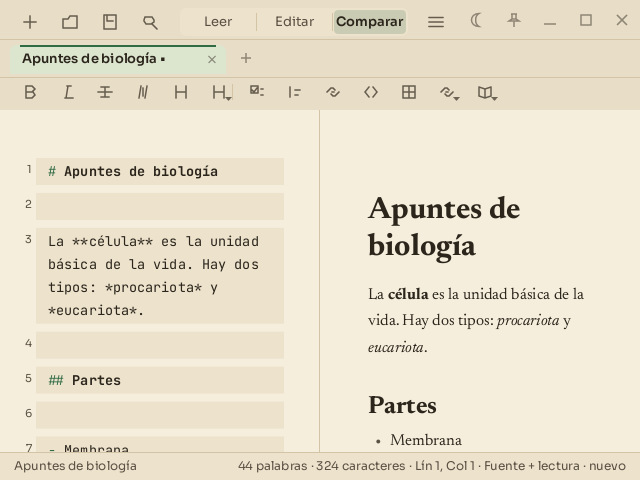 Leer Editar Comparar
Apuntes de biología • × +
1 # Apuntes de biología
2
3 La **célula** es la unidad
básica de la vida. Hay dos
tipos: *procariota* y
*eucariota*.
4
5 ## Partes
6
7 - Membrana
Apuntes de
biología
La célula es la unidad básica de la
vida. Hay dos tipos: procariota y
eucariota.
Partes
• Membrana
Apuntes de biología 44 palabras · 324 caracteres · Lín 1, Col 1 · Fuente + lectura · nuevo